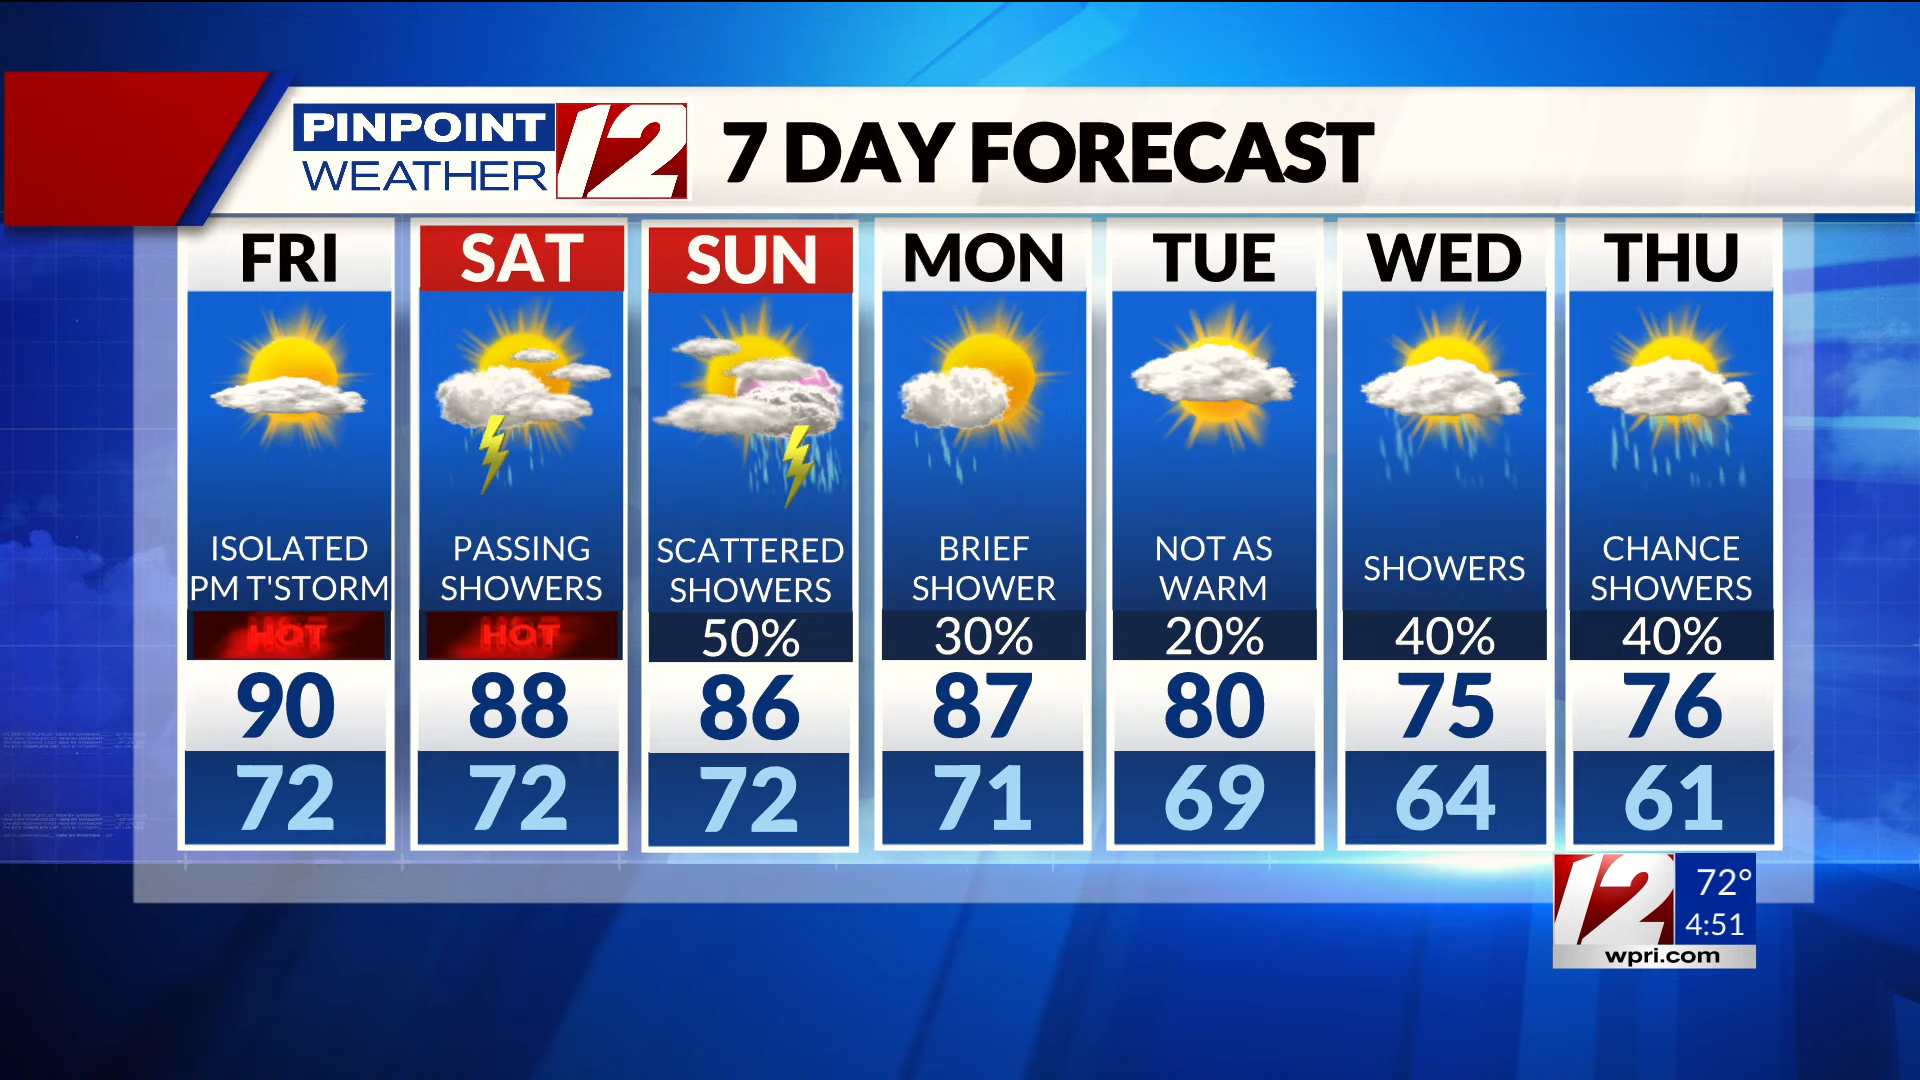 PINPOINT
WEATHER
12
7 DAY FORECAST
FRI
SAT
SUN
MON
TUE
WED
THU
ISOLATED
PM T'STORM
PASSING
SHOWERS
SCATTERED
SHOWERS
BRIEF
SHOWER
NOT AS
WARM
SHOWERS
CHANCE
SHOWERS
HOT
HOT
50%
30%
20%
40%
40%
90
88
86
87
80
75
76
72
72
72
71
69
64
61
12
72°
4:51
wpri.com